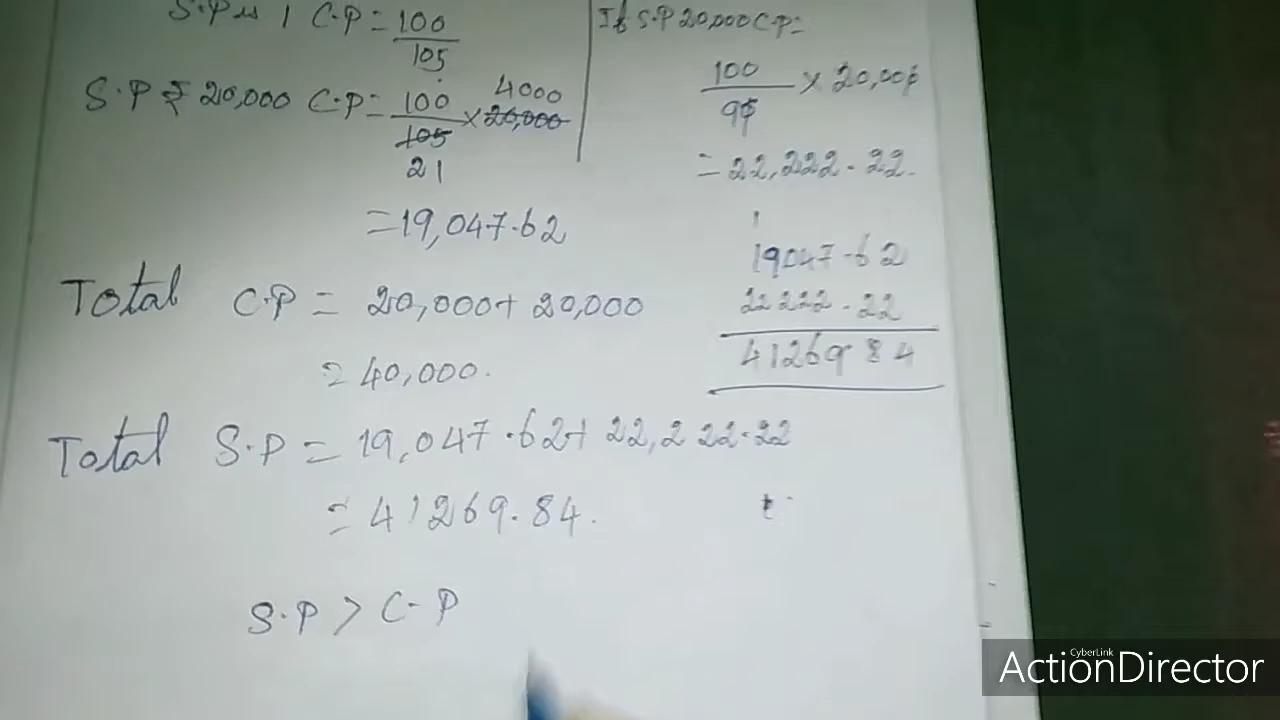 S.P is 1 C.P = 100
105
S.P ₹ 20,000 C.P = 100 × 20,000 4000
105
21
= 19,047.62
If S.P 20,000 C.P =
100 × 20,000
90
= 22,222.22.
1
19047.62
22222.22
41269.84
Total C.P = 20,000 + 20,000
= 40,000.
Total S.P = 19,047.62 + 22,222.22
= 41269.84.
S.P > C.P
CyberLink
ActionDirector